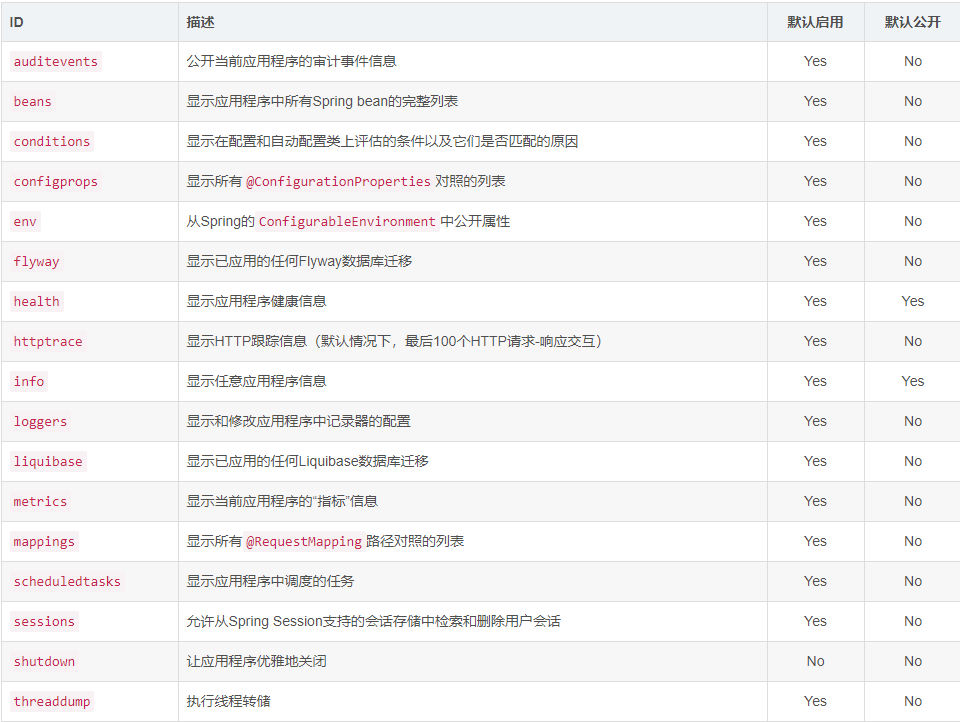 ID 描述 默认启用 默认公开
auditevents 公开当前应用程序的审计事件信息 Yes No
beans 显示应用程序中所有Spring bean的完整列表 Yes No
conditions 显示在配置和自动配置类上评估的条件以及它们是否匹配的原因 Yes No
configprops 显示所有 @ConfigurationProperties 对照的列表 Yes No
env 从Spring的 ConfigurableEnvironment 中公开属性 Yes No
flyway 显示已应用的任何Flyway数据库迁移 Yes No
health 显示应用程序健康信息 Yes Yes
httptrace 显示HTTP跟踪信息（默认情况下，最后100个HTTP请求-响应交互） Yes No
info 显示任意应用程序信息 Yes Yes
loggers 显示和修改应用程序中记录器的配置 Yes No
liquibase 显示已应用的任何Liquibase数据库迁移 Yes No
metrics 显示当前应用程序的“指标”信息 Yes No
mappings 显示所有 @RequestMapping 路径对照的列表 Yes No
scheduledtasks 显示应用程序中调度的任务 Yes No
sessions 允许从Spring Session支持的会话存储中检索和删除用户会话 Yes No
shutdown 让应用程序优雅地关闭 No No
threaddump 执行线程转储 Yes No